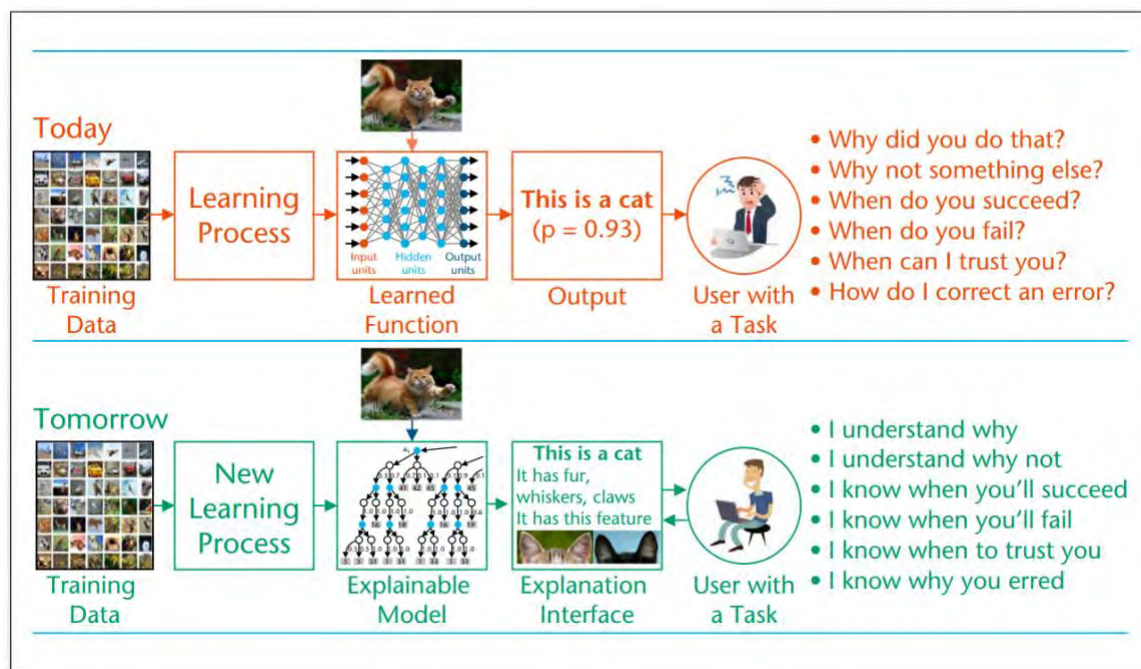 Today
Learning
Process
This is a cat
(p = 0.93)
Input
units
Hidden
units
Output
units
Training
Data
Learned
Function
Output
User with
a Task
• Why did you do that?
• Why not something else?
• When do you succeed?
• When do you fail?
• When can I trust you?
• How do I correct an error?
Tomorrow
New
Learning
Process
This is a cat
It has fur,
whiskers, claws
It has this feature
Training
Data
Explainable
Model
Explanation
Interface
User with
a Task
• I understand why
• I understand why not
• I know when you’ll succeed
• I know when you’ll fail
• I know when to trust you
• I know why you erred